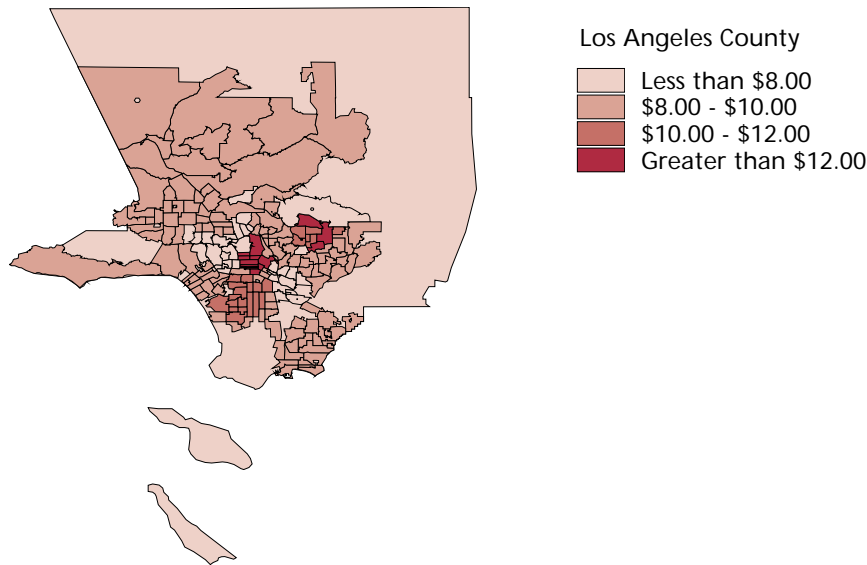 Los Angeles County
Less than $8.00
$8.00 - $10.00
$10.00 - $12.00
Greater than $12.00